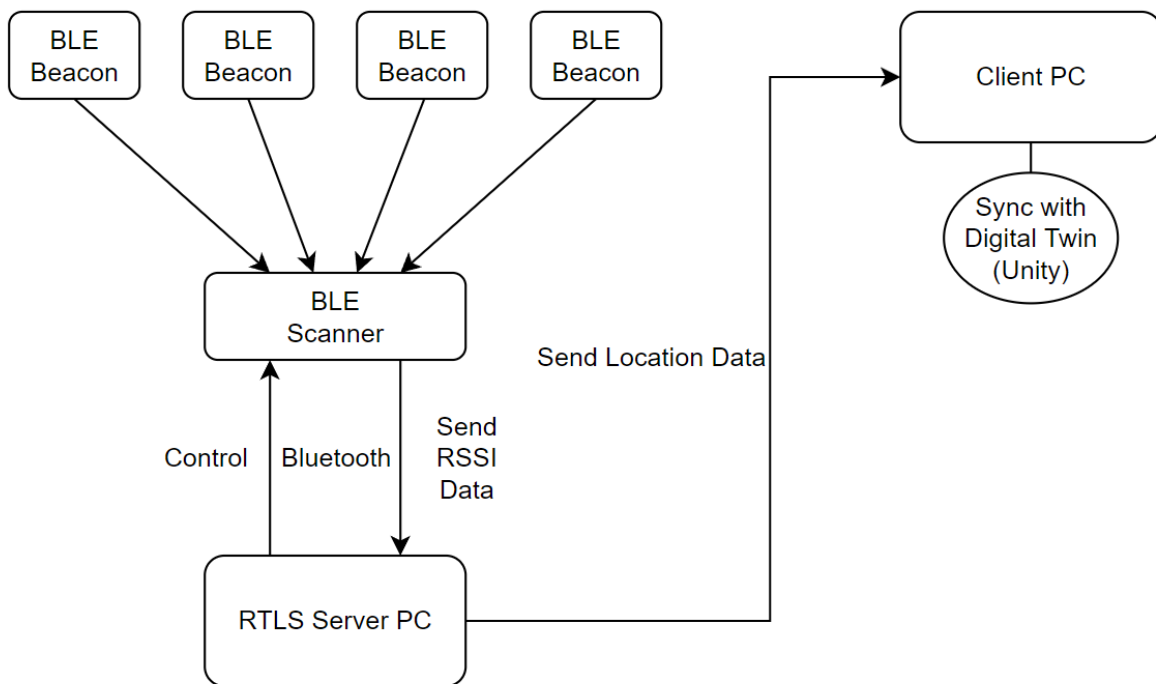 BLE
Beacon
BLE
Beacon
BLE
Beacon
BLE
Beacon
Client PC
Sync with
Digital Twin
(Unity)
BLE
Scanner
Send Location Data
Control
Bluetooth
Send
RSSI
Data
RTLS Server PC